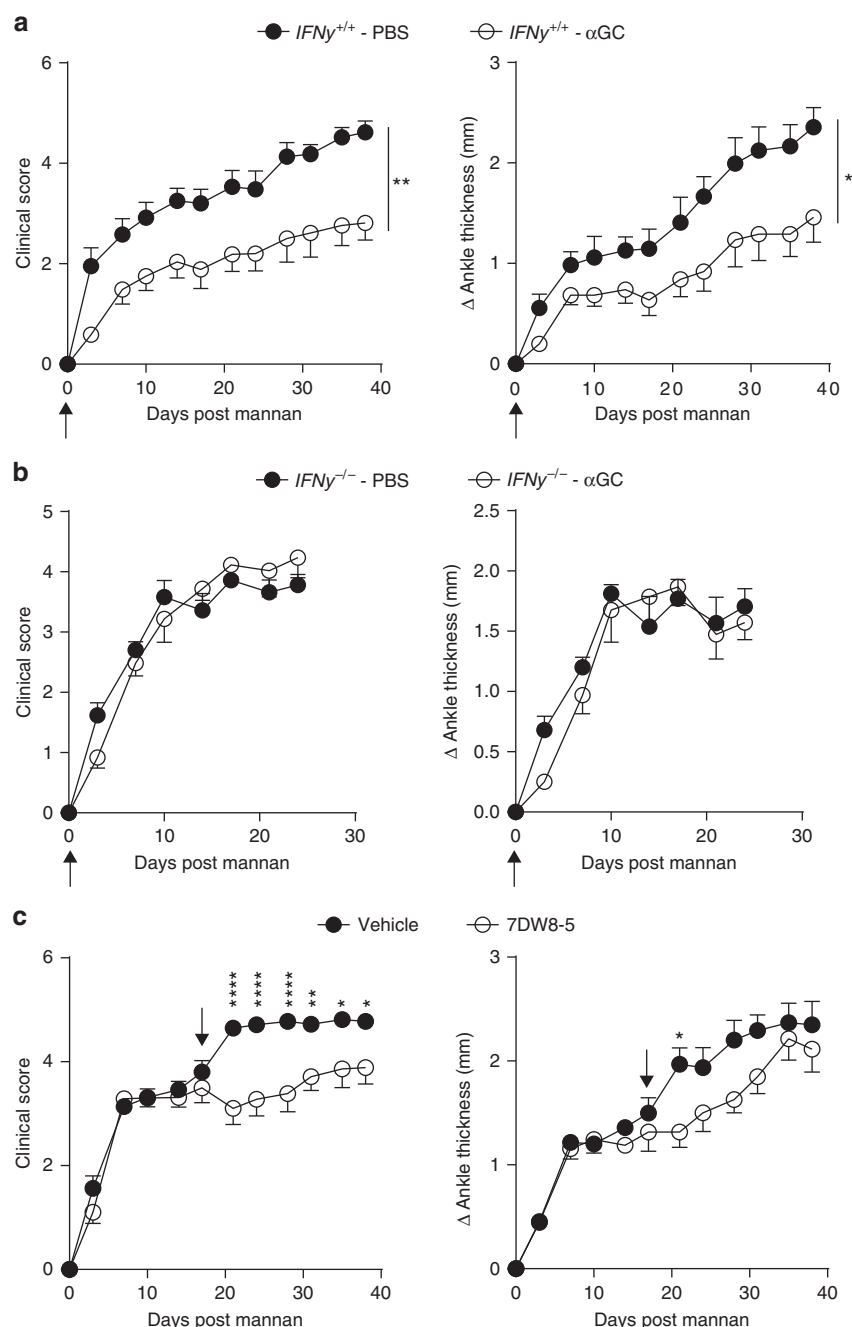 a
IFNy+/+ - PBS
IFNy+/+ - αGC
6
4
2
0
Clinical score
**
0 10 20 30 40
Days post mannan
3
2
1
0
Δ Ankle thickness (mm)
*
0 10 20 30 40
Days post mannan
b
IFNy−/− - PBS
IFNy−/− - αGC
5
4
3
2
1
0
Clinical score
0 10 20 30
Days post mannan
2.5
2.0
1.5
1.0
0.5
0.0
Δ Ankle thickness (mm)
0 10 20 30
Days post mannan
c
Vehicle
7DW8-5
6
4
2
0
Clinical score
**** **** **** ** * *
0 10 20 30 40
Days post mannan
3
2
1
0
Δ Ankle thickness (mm)
*
0 10 20 30 40
Days post mannan